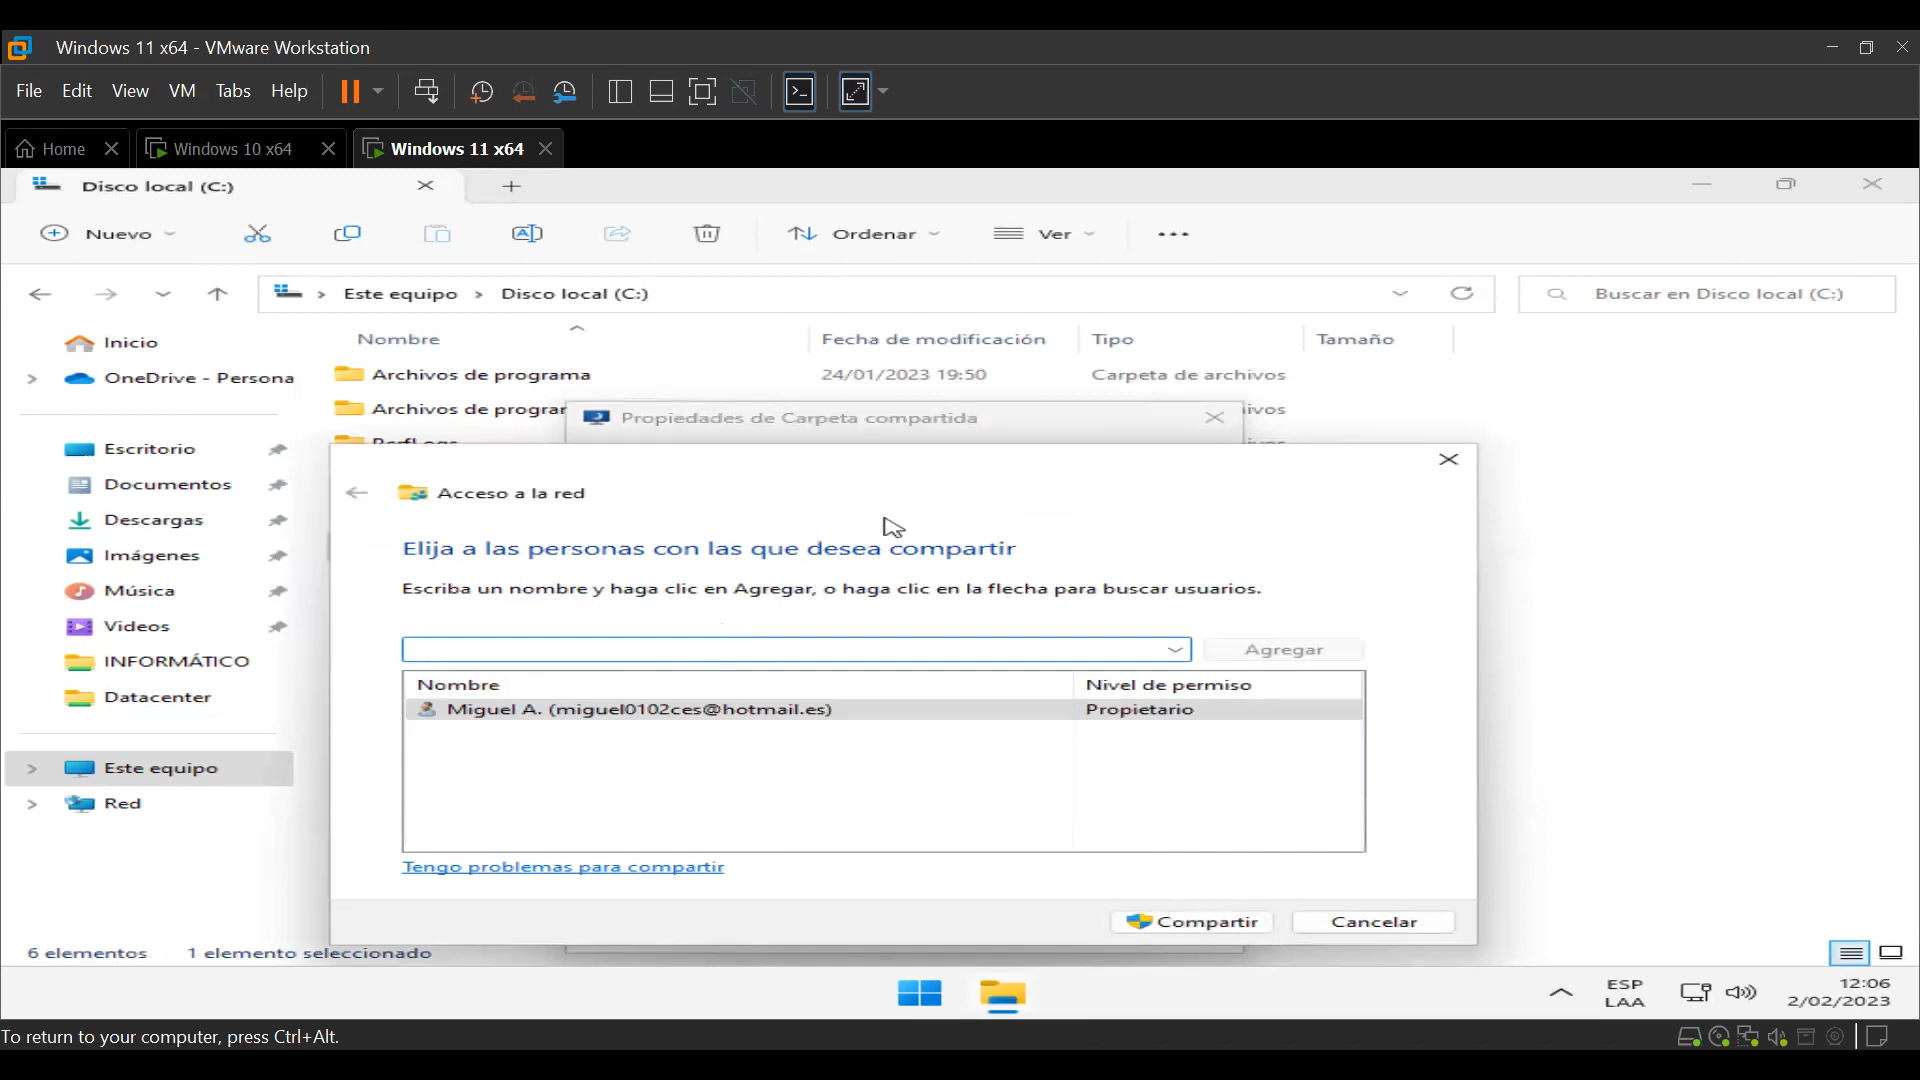 Windows 11 x64 - VMware Workstation
File Edit View VM Tabs Help
Home Windows 10 x64 Windows 11 x64
Disco local (C:)
Nuevo Ordenar Ver
Este equipo > Disco local (C:) Buscar en Disco local (C:)
Nombre Fecha de modificación Tipo Tamaño
Inicio
OneDrive - Persona
Archivos de programa 24/01/2023 19:50 Carpeta de archivos
Archivos de progra
Propiedades de Carpeta compartida
Escritorio
Documentos
Descargas
Imágenes
Música
Videos
INFORMÁTICO
Datacenter
Este equipo
Red
Acceso a la red
Elija a las personas con las que desea compartir
Escriba un nombre y haga clic en Agregar, o haga clic en la flecha para buscar usuarios.
Agregar
Nombre Nivel de permiso
Miguel A. (miguel0102ces@hotmail.es) Propietario
Tengo problemas para compartir
Compartir Cancelar
6 elementos 1 elemento seleccionado
ESP
LAA
12:06
2/02/2023
To return to your computer, press Ctrl+Alt.